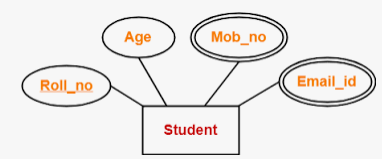 Age
Mob_no
Roll_no
Email_id
Student